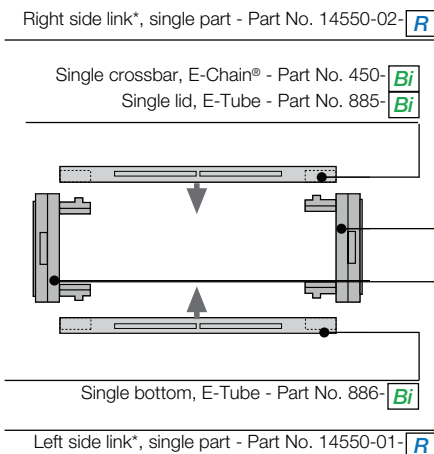 Right side link*, single part - Part No. 14550-02-R
Single crossbar, E-Chain® - Part No. 450-Bi
Single lid, E-Tube - Part No. 885-Bi
Single bottom, E-Tube - Part No. 886-Bi
Left side link*, single part - Part No. 14550-01-R